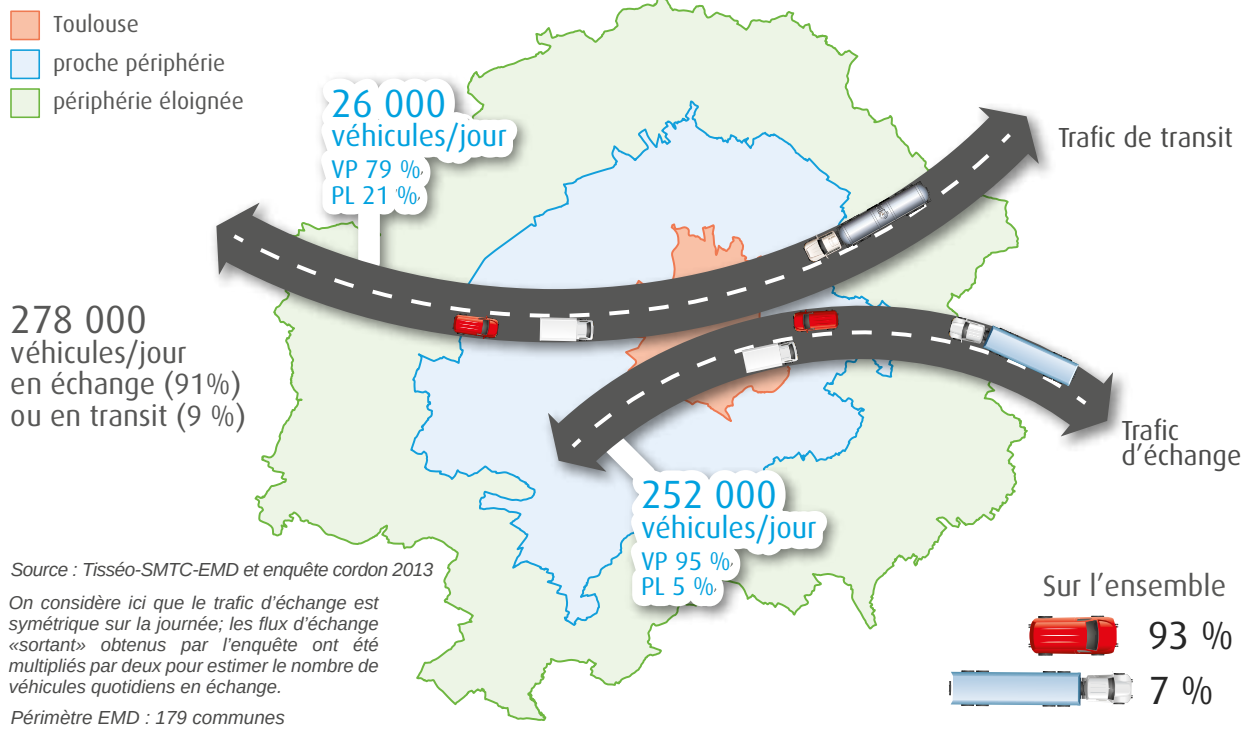 Toulouse
proche périphérie
périphérie éloignée
26 000
véhicules/jour
VP 79 %
PL 21 %
Trafic de transit
278 000
véhicules/jour
en échange (91%)
ou en transit (9 %)
Trafic
d'échange
252 000
véhicules/jour
VP 95 %
PL 5 %
Source : Tisséo-SMTC-EMD et enquête cordon 2013
On considère ici que le trafic d'échange est
symétrique sur la journée; les flux d'échange
«sortant» obtenus par l'enquête ont été
multipliés par deux pour estimer le nombre de
véhicules quotidiens en échange.
Périmètre EMD : 179 communes
Sur l'ensemble
93 %
7 %